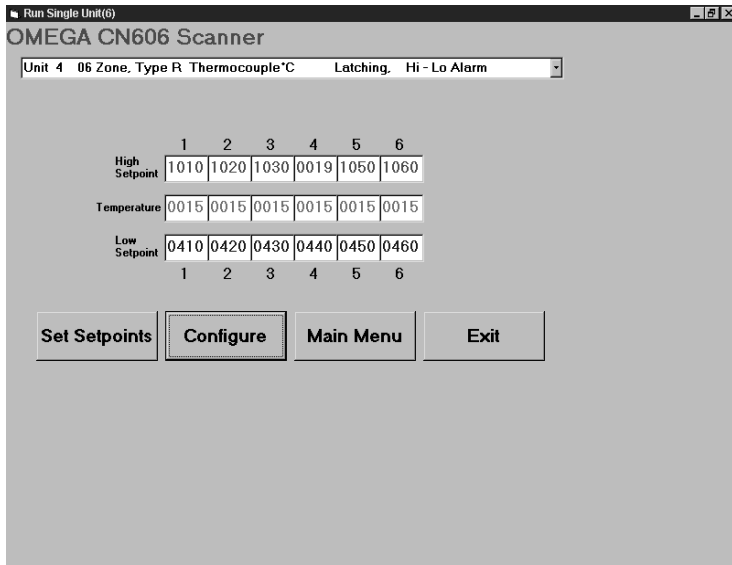 Run Single Unit(6)
OMEGA CN606 Scanner
Unit 4 06 Zone, Type R Thermocouple°C Latching, Hi - Lo Alarm
1 2 3 4 5 6
High Setpoint 1010 1020 1030 0019 1050 1060
Temperature 0015 0015 0015 0015 0015 0015
Low Setpoint 0410 0420 0430 0440 0450 0460
1 2 3 4 5 6
Set Setpoints Configure Main Menu Exit